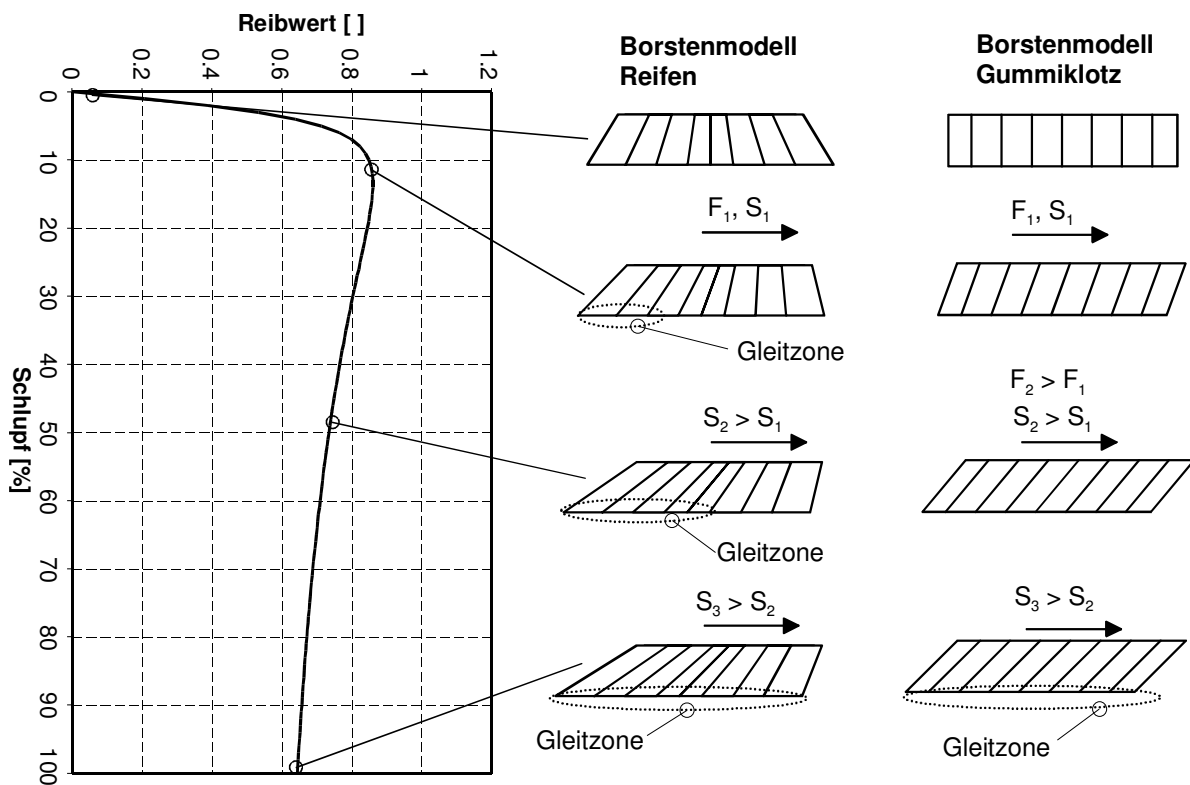 Reibwert [ ]
0
0.2
0.4
0.6
0.8
1
1.2
Schlupf [%]
0
10
20
30
40
50
60
70
80
90
100
Borstenmodell
Reifen
F₁, S₁
Gleitzone
S₂ > S₁
Gleitzone
S₃ > S₂
Gleitzone
Borstenmodell
Gummiklotz
F₁, S₁
F₂ > F₁
S₂ > S₁
S₃ > S₂
Gleitzone